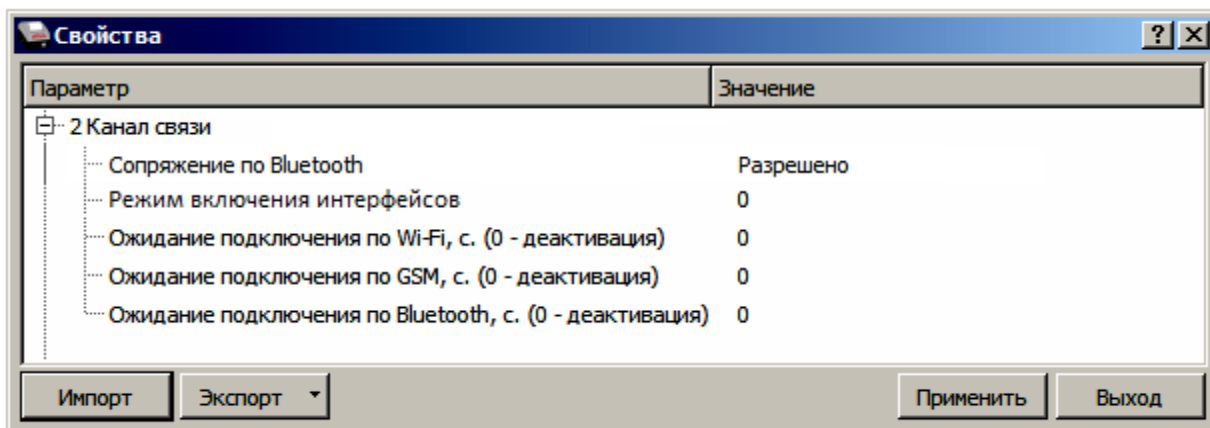 Свойства
Параметр Значение
2 Канал связи
Сопряжение по Bluetooth Разрешено
Режим включения интерфейсов 0
Ожидание подключения по Wi-Fi, с. (0 - деактивация) 0
Ожидание подключения по GSM, с. (0 - деактивация) 0
Ожидание подключения по Bluetooth, с. (0 - деактивация) 0
Импорт Экспорт Применить Выход